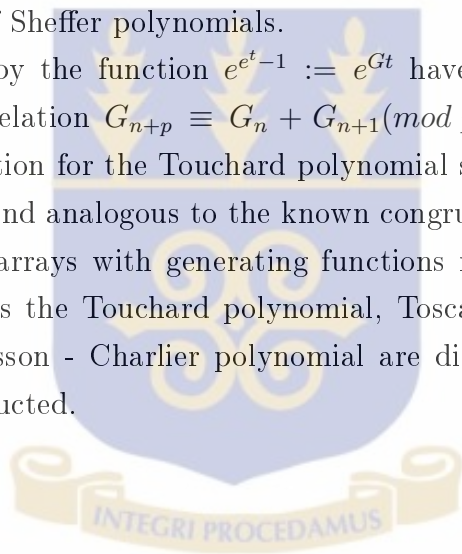 f Sheffer polynomials.
by the function e^{e^t-1} := e^{Gt} have
elation G_{n+p} ≡ G_n + G_{n+1}(mod
tion for the Touchard polynomial s
nd analogous to the known congru
arrays with generating functions
s the Touchard polynomial, Tosca
sson - Charlier polynomial are di
ucted.
INTEGRI PROCEDAMUS